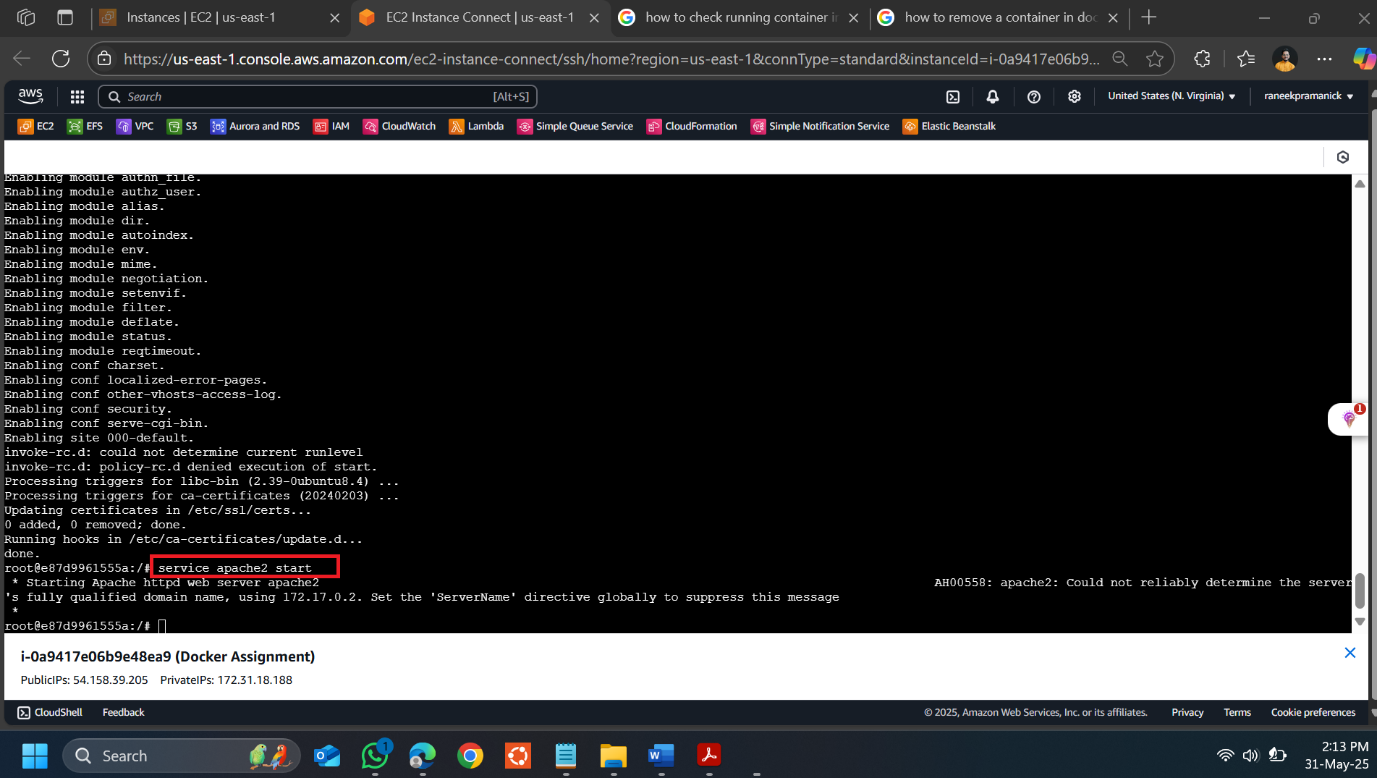 Instances | EC2 | us-east-1
EC2 Instance Connect | us-east-1
how to check running container i
how to remove a container in doc
https://us-east-1.console.aws.amazon.com/ec2-instance-connect/ssh/home?region=us-east-1&connType=standard&instanceId=i-0a9417e06b9...
aws
Search
[Alt+S]
United States (N. Virginia)
raneekpramanick
EC2
EFS
VPC
S3
Aurora and RDS
IAM
CloudWatch
Lambda
Simple Queue Service
CloudFormation
Simple Notification Service
Elastic Beanstalk
Enabling module authn_file.
Enabling module authz_user.
Enabling module alias.
Enabling module dir.
Enabling module autoindex.
Enabling module env.
Enabling module mime.
Enabling module negotiation.
Enabling module setenvif.
Enabling module filter.
Enabling module deflate.
Enabling module status.
Enabling module reqtimeout.
Enabling conf charset.
Enabling conf localized-error-pages.
Enabling conf other-vhosts-access-log.
Enabling conf security.
Enabling conf serve-cgi-bin.
Enabling site 000-default.
invoke-rc.d: could not determine current runlevel
invoke-rc.d: policy-rc.d denied execution of start.
Processing triggers for libc-bin (2.39-0ubuntu8.4) ...
Processing triggers for ca-certificates (20240203) ...
Updating certificates in /etc/ssl/certs...
0 added, 0 removed; done.
Running hooks in /etc/ca-certificates/update.d...
done.
root@e87d9961555a:/# service apache2 start
* Starting Apache httpd web server apache2 AH00558: apache2: Could not reliably determine the server
's fully qualified domain name, using 172.17.0.2. Set the 'ServerName' directive globally to suppress this message
*
root@e87d9961555a:/#
1
i-0a9417e06b9e48ea9 (Docker Assignment)
PublicIPs: 54.158.39.205 PrivateIPs: 172.31.18.188
CloudShell
Feedback
© 2025, Amazon Web Services, Inc. or its affiliates.
Privacy
Terms
Cookie preferences
Search
1
2:13 PM
31-May-25